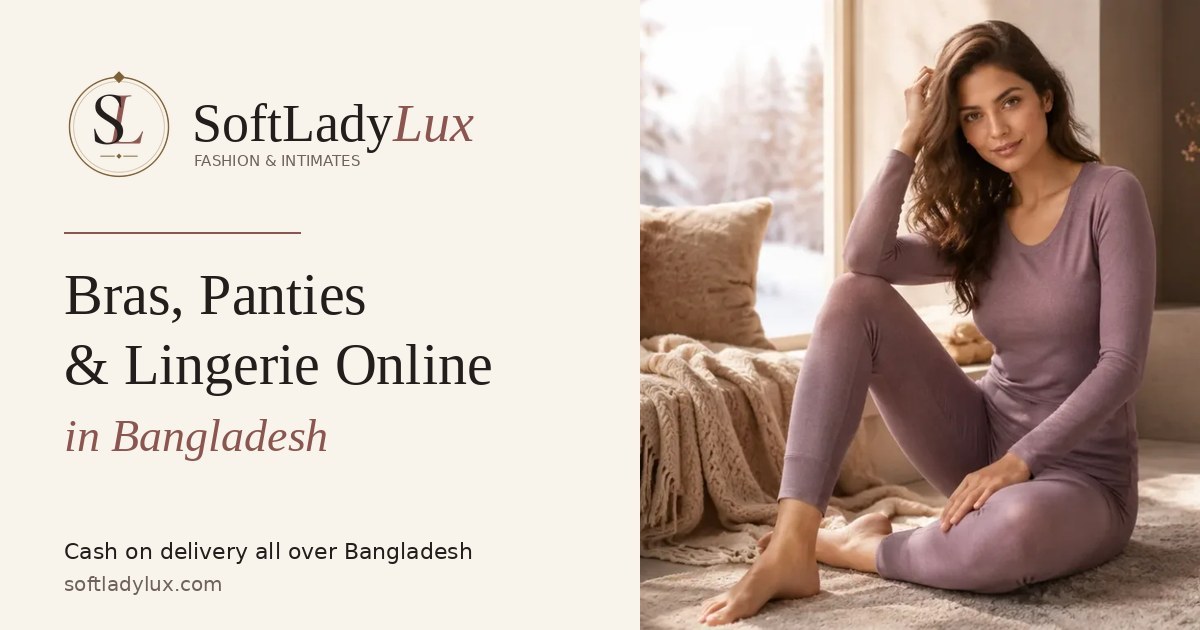 SL
SoftLadyLux
FASHION & INTIMATES
Bras, Panties
& Lingerie Online
in Bangladesh
Cash on delivery all over Bangladesh
softladylux.com